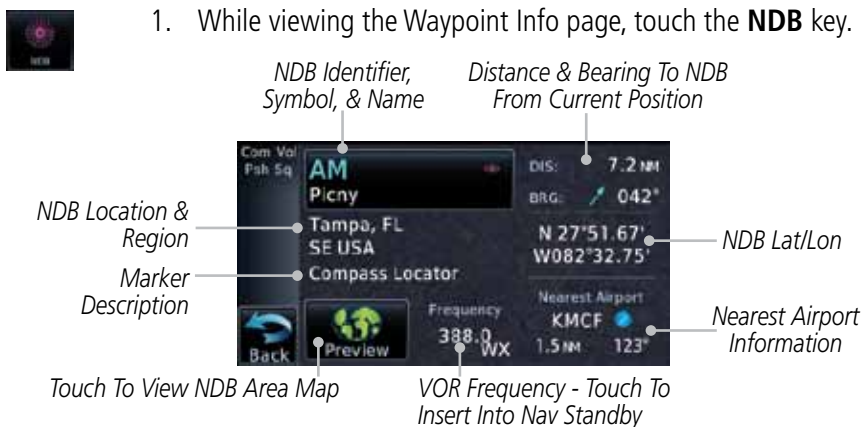 NDB
1. While viewing the Waypoint Info page, touch the NDB key.
NDB Identifier,
Symbol, & Name
Distance & Bearing To NDB
From Current Position
Com Vol
Psh Sq
AM
Picny
DIS: 7.2 NM
BRG: 042°
NDB Location &
Region
Tampa, FL
SE USA
N 27°51.67'
W082°32.75'
NDB Lat/Lon
Marker
Description
Compass Locator
Nearest Airport
KMCF
1.5 NM 123°
Nearest Airport
Information
Back
Preview
Frequency
388.0 WX
Touch To View NDB Area Map
VOR Frequency - Touch To
Insert Into Nav Standby